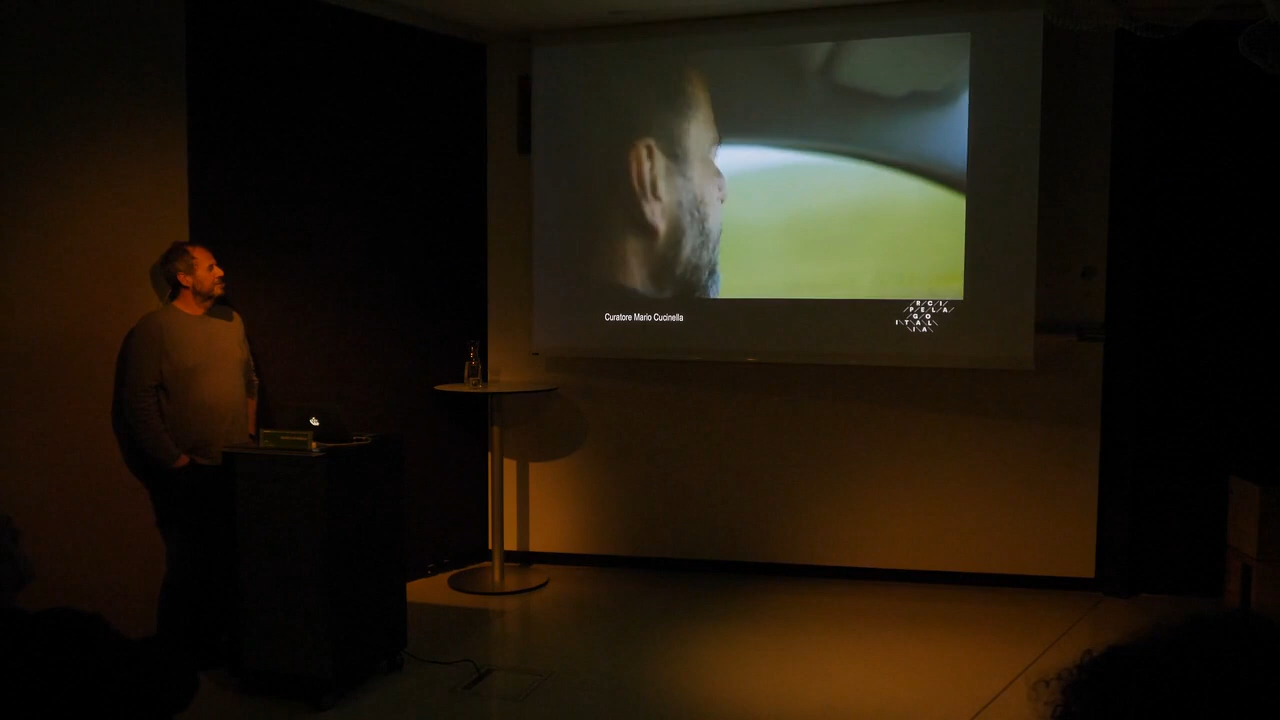 Curatore Mario Cucinella
/R/C/I
/P/E/L/A
/G/O
I\T\A\L\
\I\A\